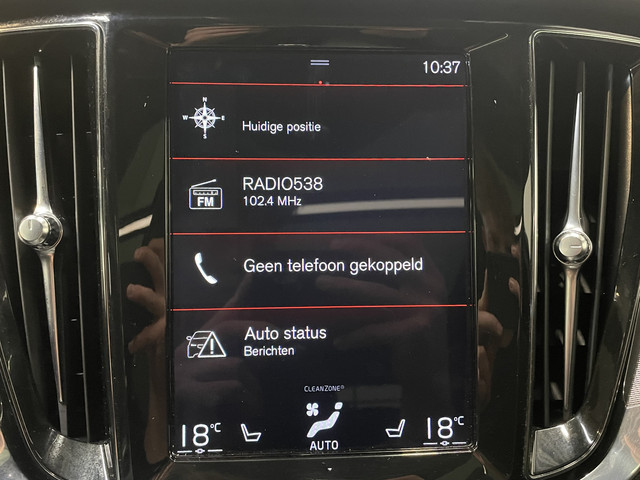 10:37
N
W E
S
Huidige positie
RADIO538
FM
102.4 MHz
Geen telefoon gekoppeld
Auto status
Berichten
CLEANZONE®
18°C
AUTO
18°C